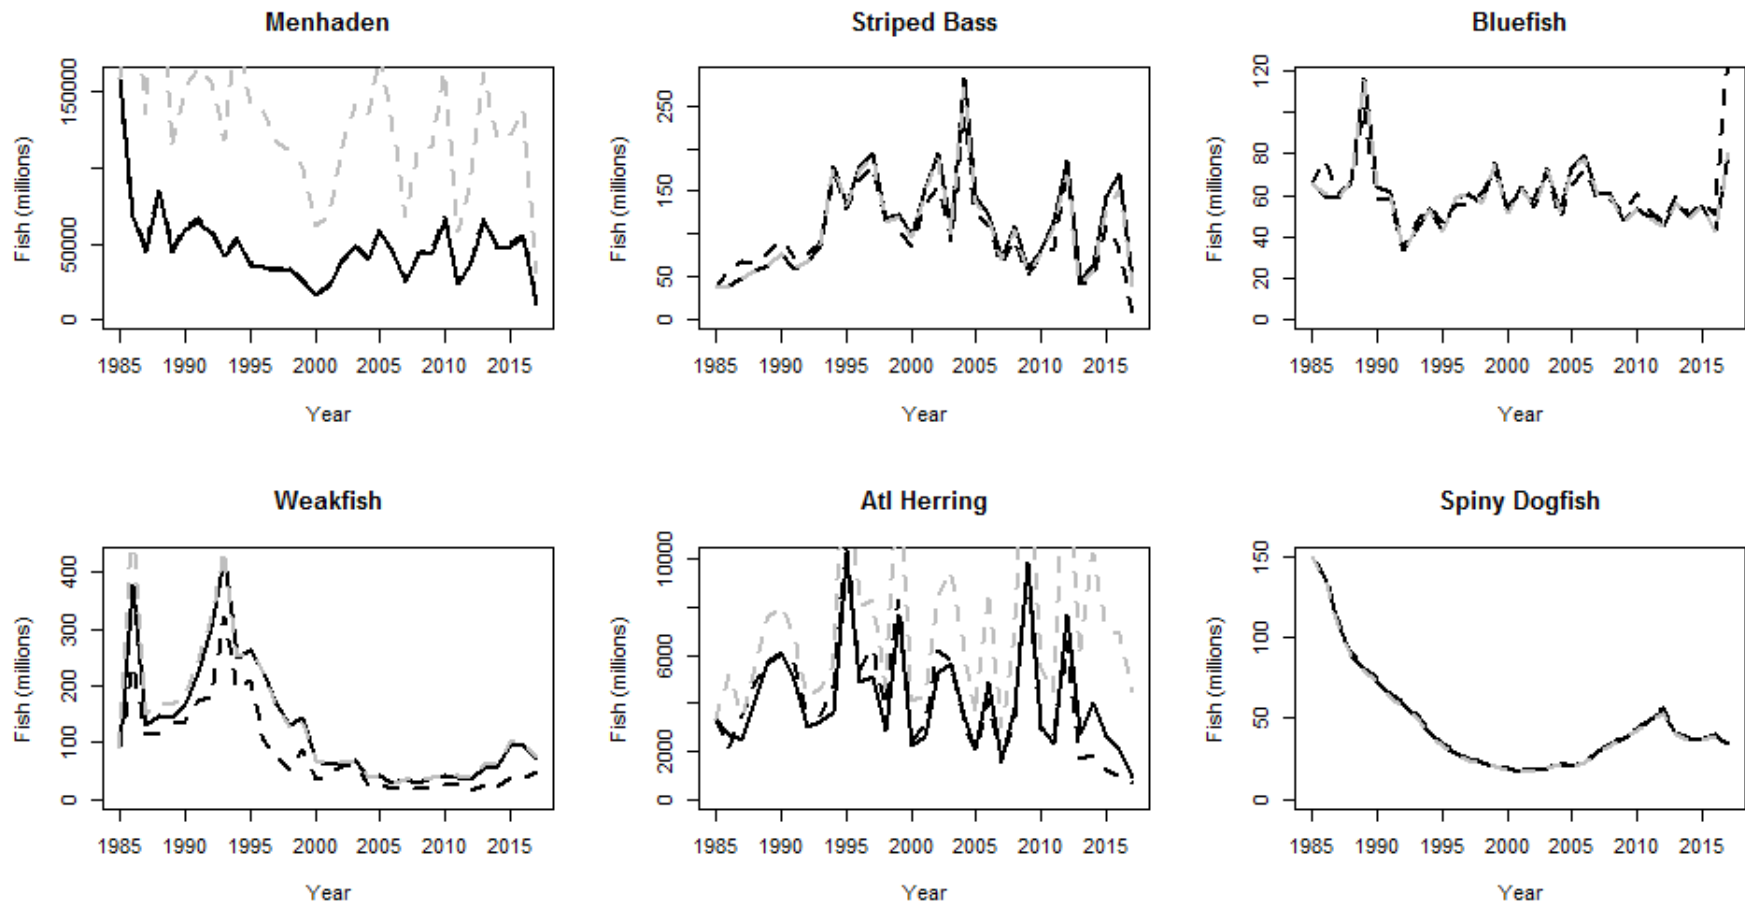 Menhaden
Fish (millions)
0 50000 150000
1985 1990 1995 2000 2005 2010 2015
Year
Striped Bass
Fish (millions)
0 50 150 250
1985 1990 1995 2000 2005 2010 2015
Year
Bluefish
Fish (millions)
0 20 40 60 80 120
1985 1990 1995 2000 2005 2010 2015
Year
Weakfish
Fish (millions)
0 100 200 300 400
1985 1990 1995 2000 2005 2010 2015
Year
Atl Herring
Fish (millions)
0 2000 6000 10000
1985 1990 1995 2000 2005 2010 2015
Year
Spiny Dogfish
Fish (millions)
0 50 100 150
1985 1990 1995 2000 2005 2010 2015
Year